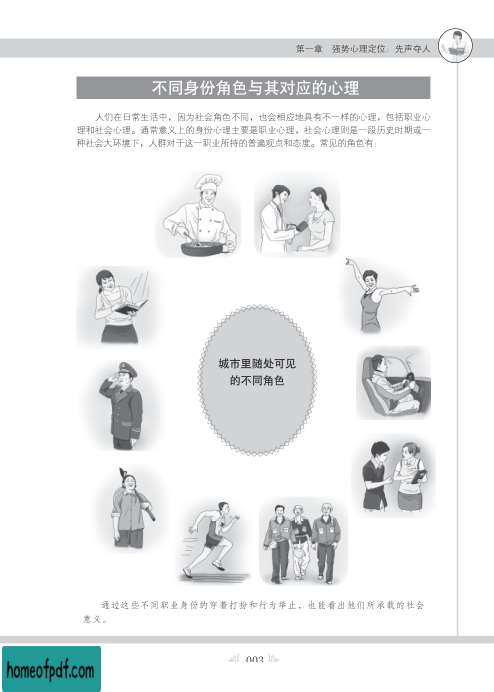 第一章　强势心理定位：先声夺人
不同身份角色与其对应的心理
人们在日常生活中，因为社会角色不同，也会相应地具有不一样的心理，包括职业心
理和社会心理。通常意义上的身份心理主要是职业心理，社会心理则是一段历史时期或一
种社会大环境下，人群对于这一职业所持的普遍观点和态度。常见的角色有：
城市里随处可见
的不同角色
通过这些不同职业身份的穿着打扮和行为举止，也能看出他们所承载的社会
意义。
003
homeofpdf.com